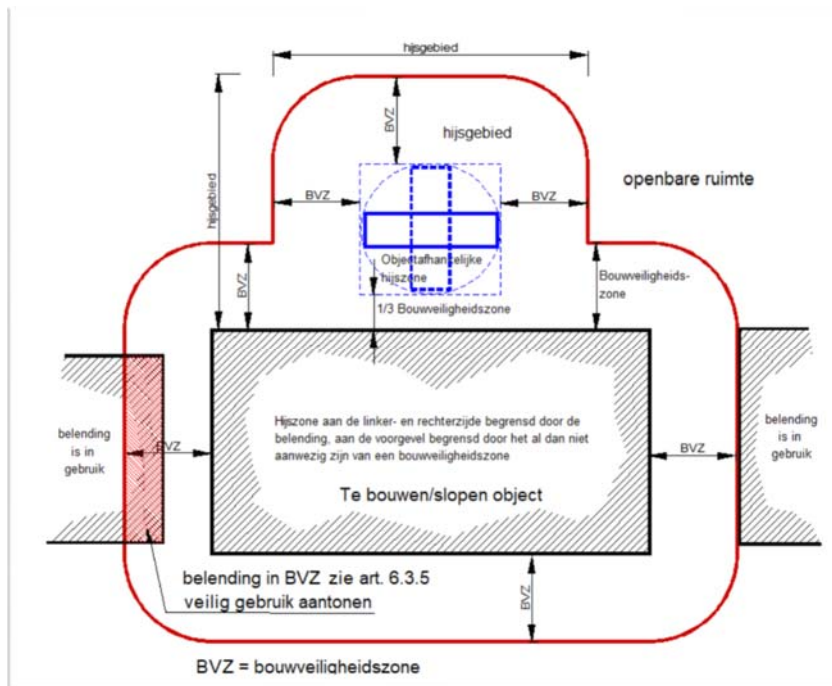 hijsgebied
BVZ
hijsgebied
openbare ruimte
hijsgebied
BVZ
BVZ
Objectafhankelijke
hijszone
BVZ
Bouwveiligheids-
zone
1/3 Bouwveiligheidszone
belending
is in
gebruik
BVZ
Hijszone aan de linker- en rechterzijde begrensd door de
belending, aan de voorgevel begrensd door het al dan niet
aanwezig zijn van een bouwveiligheidszone
Te bouwen/slopen object
BVZ
belending
is in
gebruik
belending in BVZ zie art. 6.3.5
veilig gebruik aantonen
BVZ
BVZ = bouwveiligheidszone